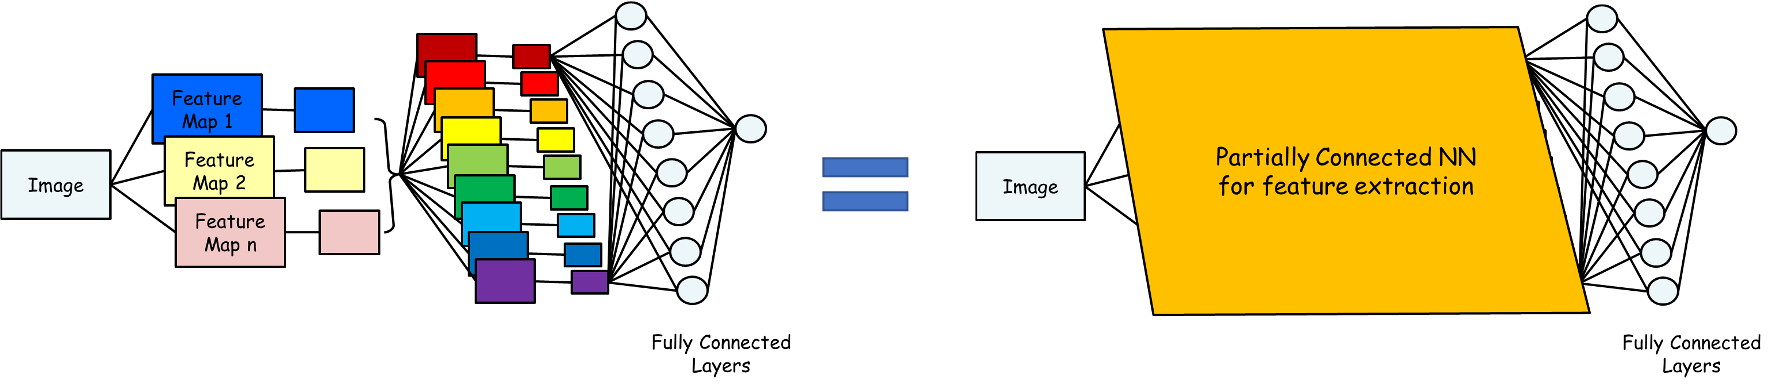 Image
Feature
Map 1
Feature
Map 2
Feature
Map n
Fully Connected
Layers
Image
Partially Connected NN
for feature extraction
Fully Connected
Layers